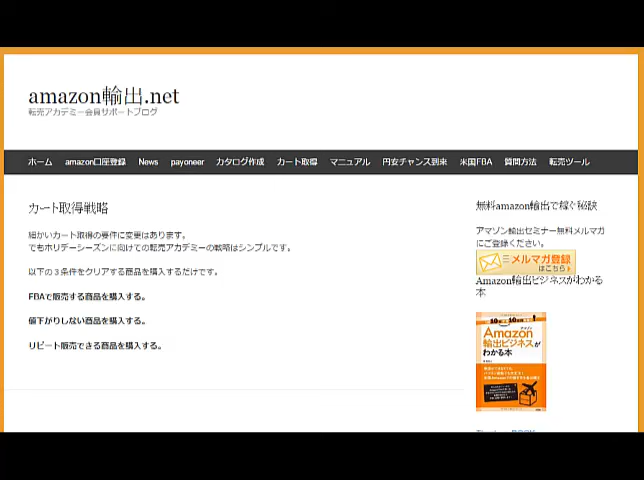 amazon輸出.net
転売アカデミー会員サポートブログ
ホーム amazon口座登録 News payoneer カタログ作成 カート取得 マニュアル 円安チャンス到来 米国FBA 質問方法 転売ツール
カート取得戦略
細かいカート取得の要件に変更はあります。
でもホリデーシーズンに向けての転売アカデミーの戦略はシンプルです。
以下の３条件をクリアする商品を購入するだけです。
FBAで販売する商品を購入する。
値下がりしない商品を購入する。
リピート販売できる商品を購入する。
無料amazon輸出で稼ぐ秘訣
アマゾン輸出セミナー無料メルマガ
にご登録ください。
メルマガ登録
はこちら
Amazon輸出ビジネスがわかる
本
アマゾン
Amazon
輸出ビジネスが
わかる本